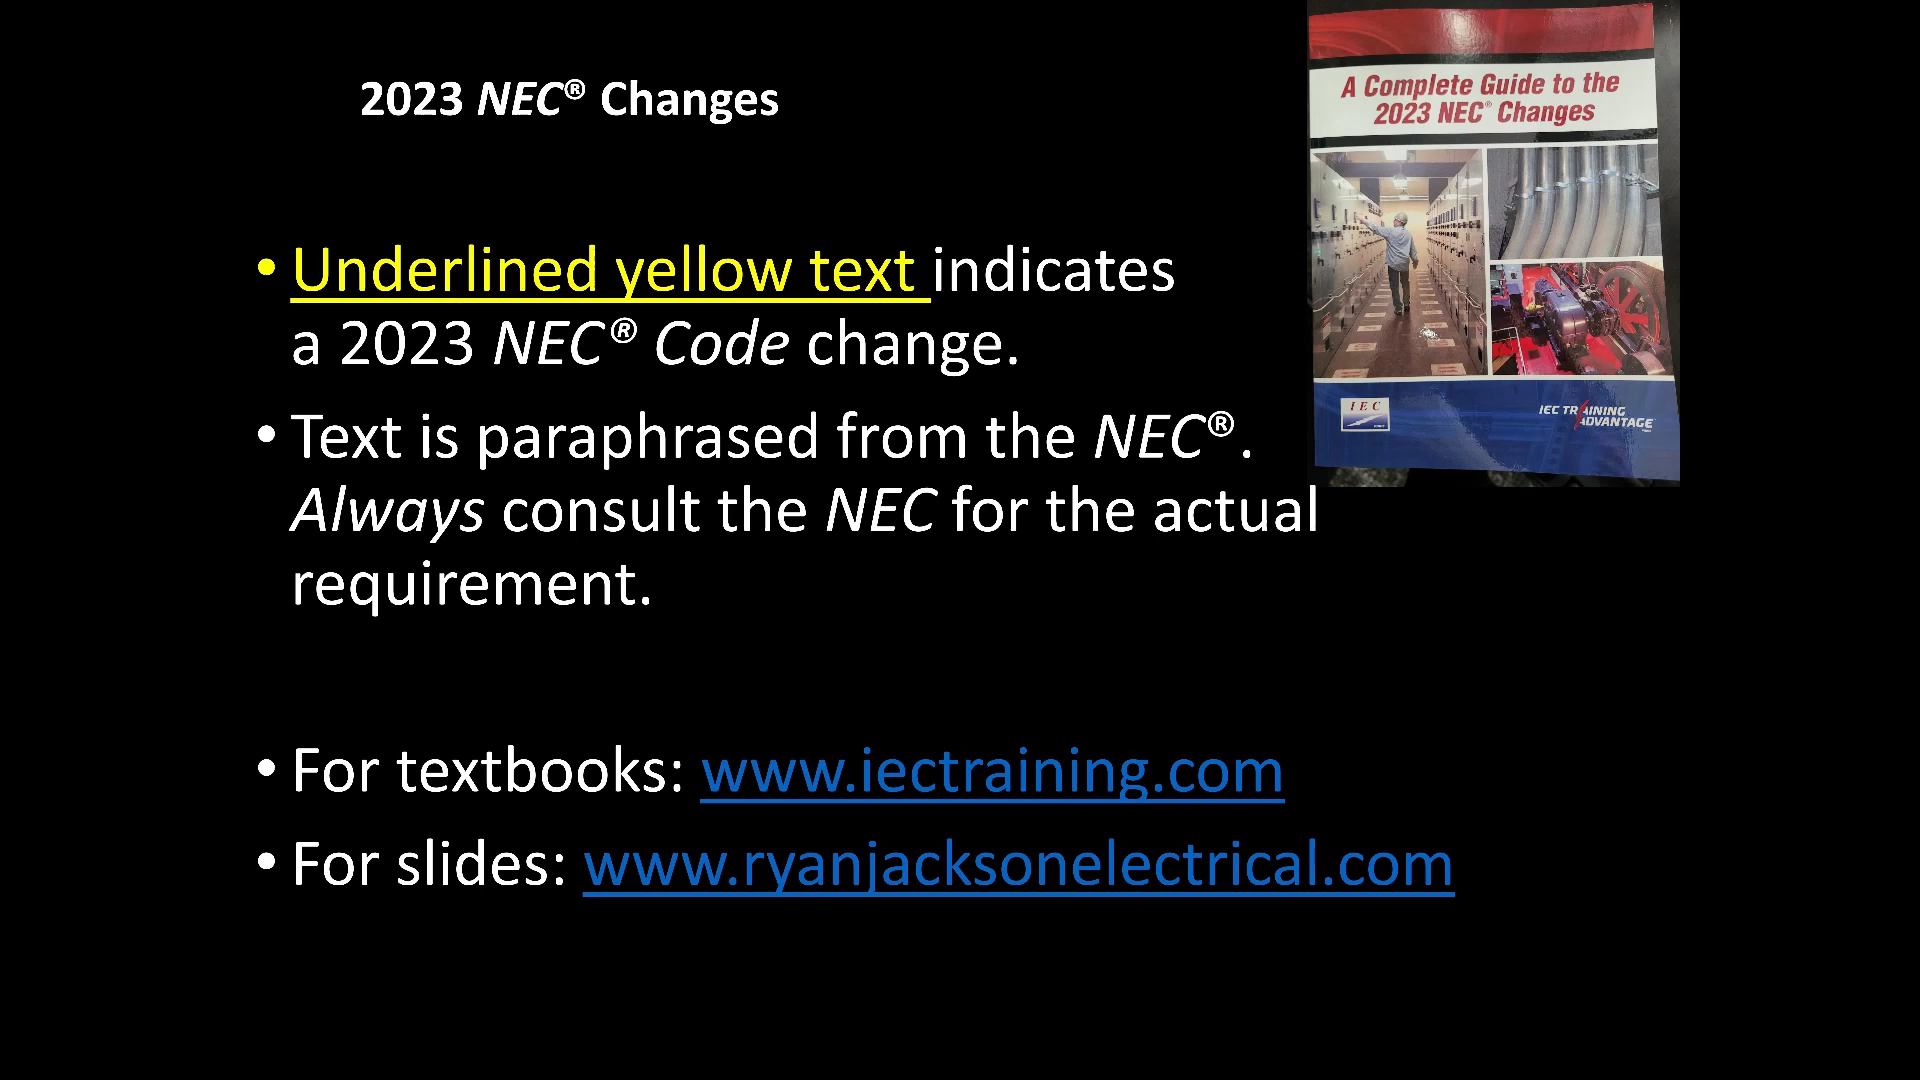 2023 NEC® Changes
• Underlined yellow text indicates
a 2023 NEC® Code change.
• Text is paraphrased from the NEC®.
Always consult the NEC for the actual
requirement.
• For textbooks: www.iectraining.com
• For slides: www.ryanjacksonelectrical.com
A Complete Guide to the
2023 NEC® Changes
IEC
IEC TRAINING
ADVANTAGE